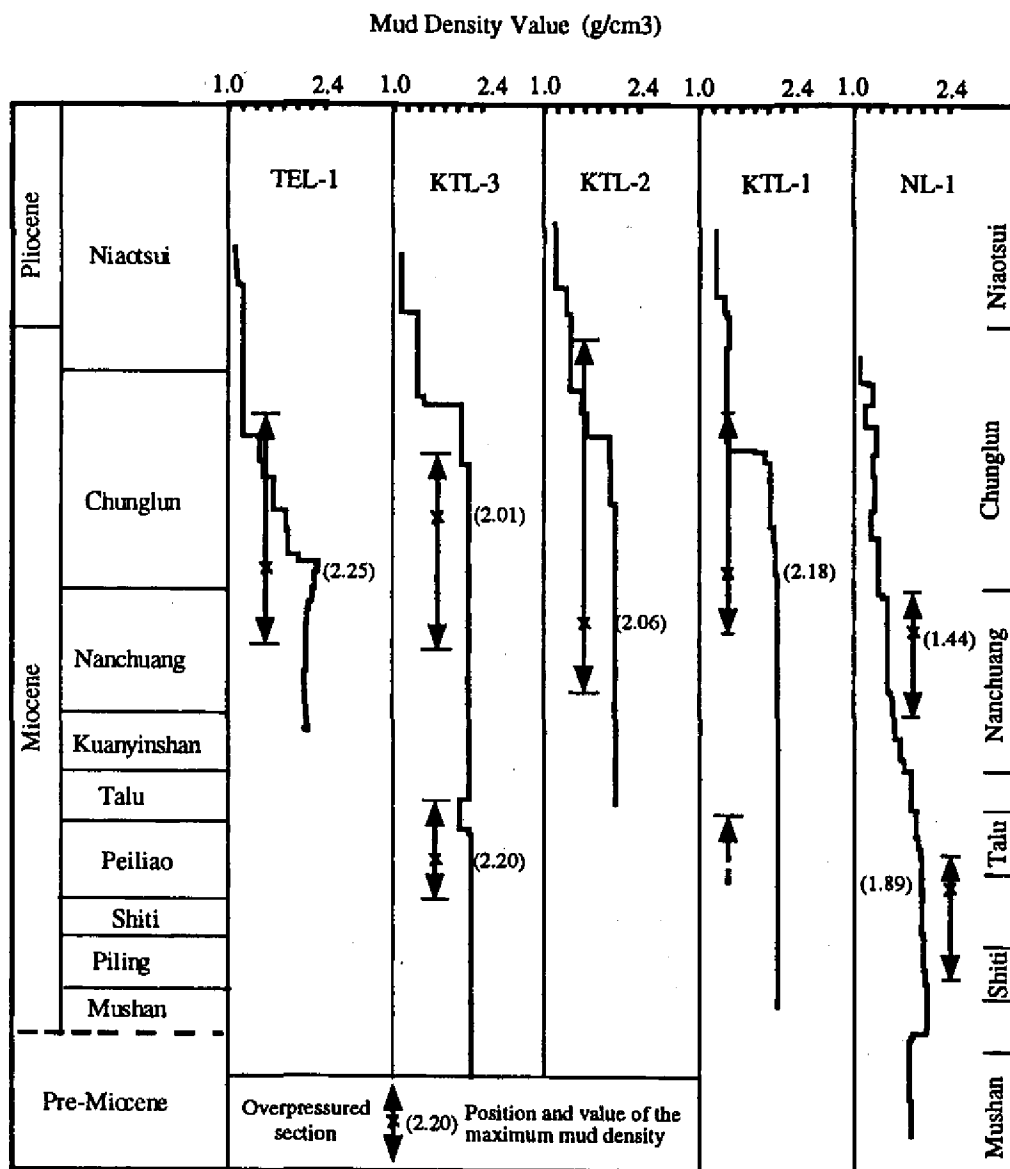 Mud Density Value (g/cm3)
1.0 2.4 1.0 2.4 1.0 2.4 1.0 2.4 1.0 2.4
TEL-1 KTL-3 KTL-2 KTL-1 NL-1
Pliocene
Miocene
Niaotsui
Chunglun
Nanchuang
Kuanyinshan
Talu
Peiliao
Shiti
Piling
Mushan
Pre-Miocene
(2.25)
(2.01)
(2.20)
(2.06)
(2.18)
(1.44)
(1.89)
Niaotsui
Chunglun
Nanchuang
Talu
Shiti
Mushan
Overpressured
section
(2.20)
Position and value of the
maximum mud density